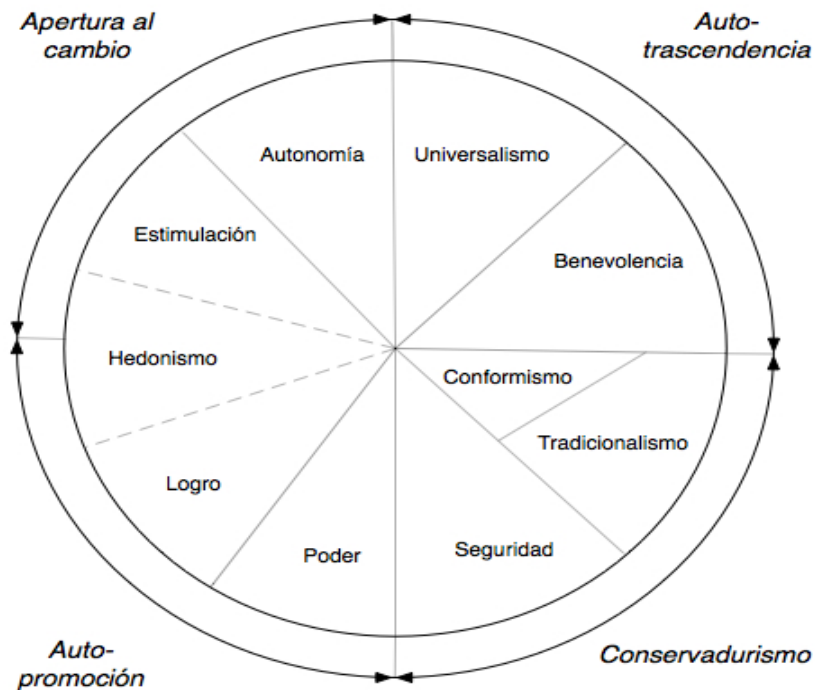 Apertura al
cambio
Auto-
trascendencia
Autonomía
Universalismo
Estimulación
Benevolencia
Hedonismo
Conformismo
Tradicionalismo
Logro
Poder
Seguridad
Auto-
promoción
Conservadurismo